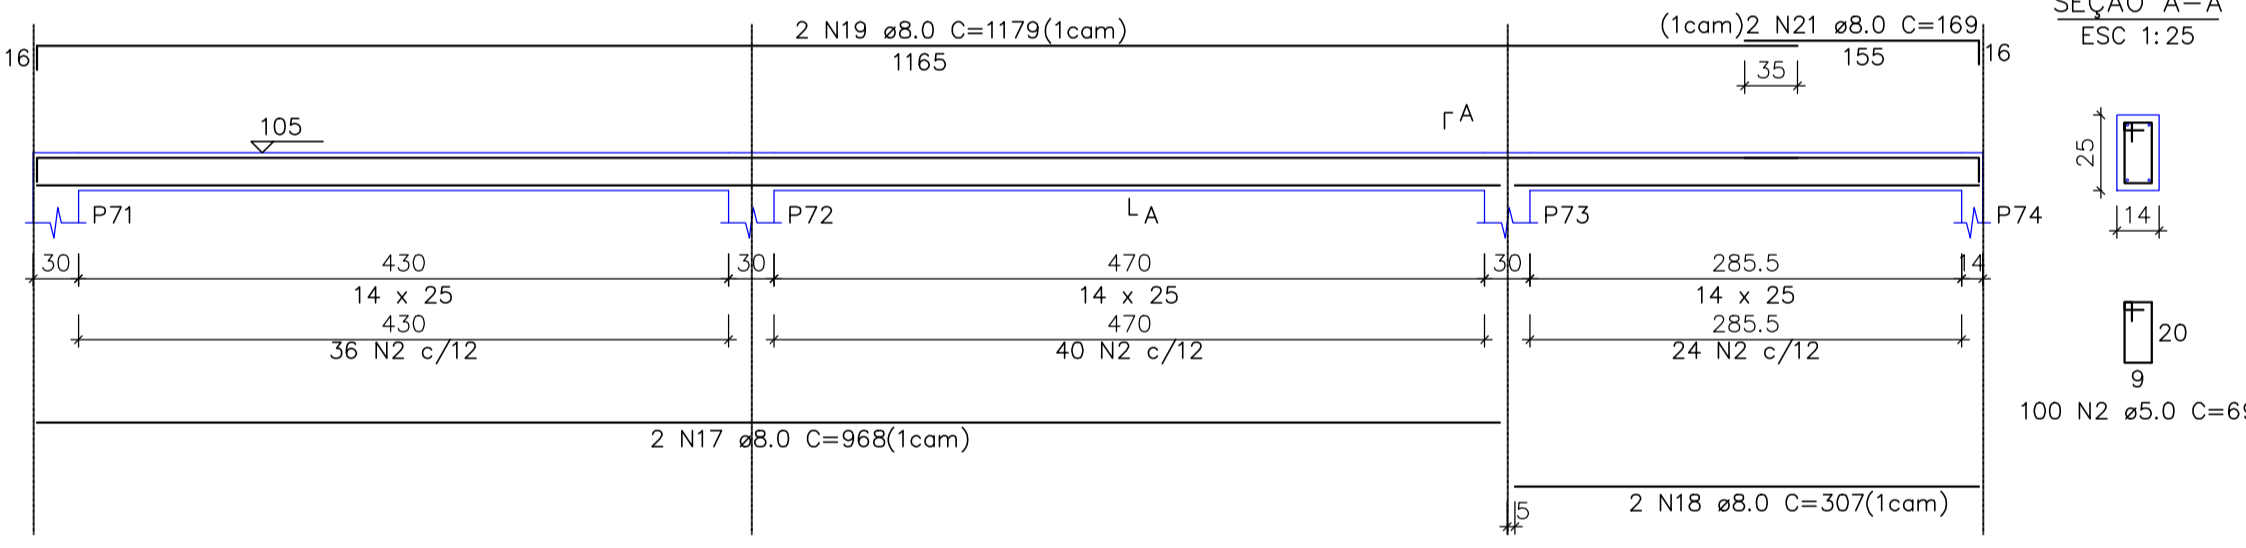 2 N19 ø8.0 C=1179(1cam)
(1cam)2 N21 ø8.0 C=169
SEÇÃO A-A
ESC 1:25
16
1165
155
16
35
105
A
25
14
A
P71
P72
P73
P74
30
430
30
470
30
285.5
14
14 x 25
14 x 25
14 x 25
430
470
285.5
36 N2 c/12
40 N2 c/12
24 N2 c/12
20
9
100 N2 ø5.0 C=69
2 N17 ø8.0 C=968(1cam)
2 N18 ø8.0 C=307(1cam)
5